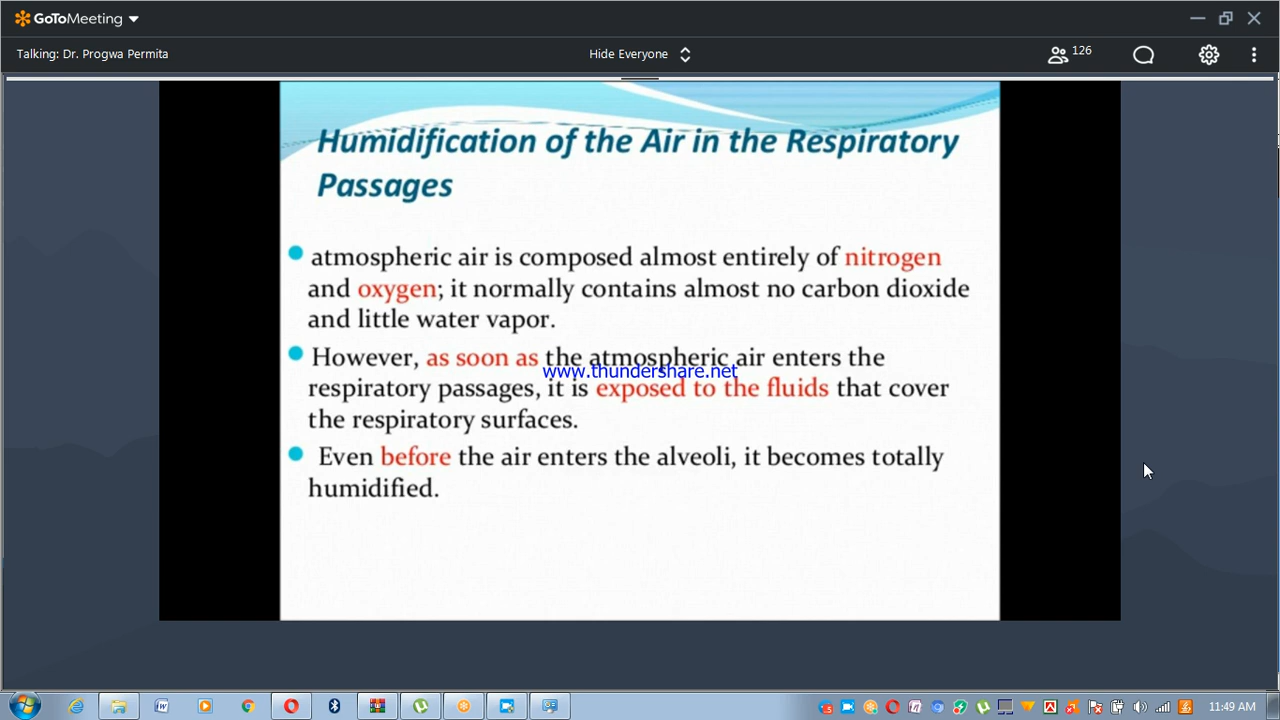 GoToMeeting
Talking: Dr. Progwa Permita
Hide Everyone
126
Humidification of the Air in the Respiratory
Passages
atmospheric air is composed almost entirely of nitrogen
and oxygen; it normally contains almost no carbon dioxide
and little water vapor.
However, as soon as the atmospheric air enters the
www.thundershare.net
respiratory passages, it is exposed to the fluids that cover
the respiratory surfaces.
Even before the air enters the alveoli, it becomes totally
humidified.
11:49 AM